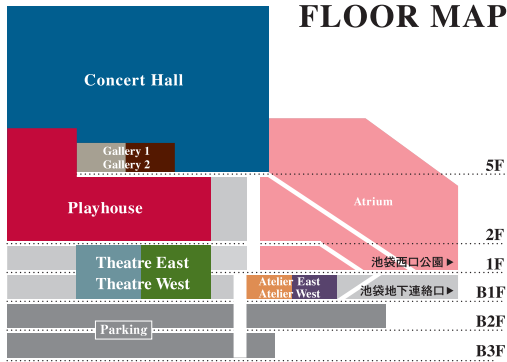 FLOOR MAP
Concert Hall
Gallery 1
Gallery 2
5F
Atrium
Playhouse
2F
池袋西口公園▶
1F
Theatre East
Theatre West
Atelier East
Atelier West
池袋地下連絡口▶
B1F
B2F
Parking
B3F